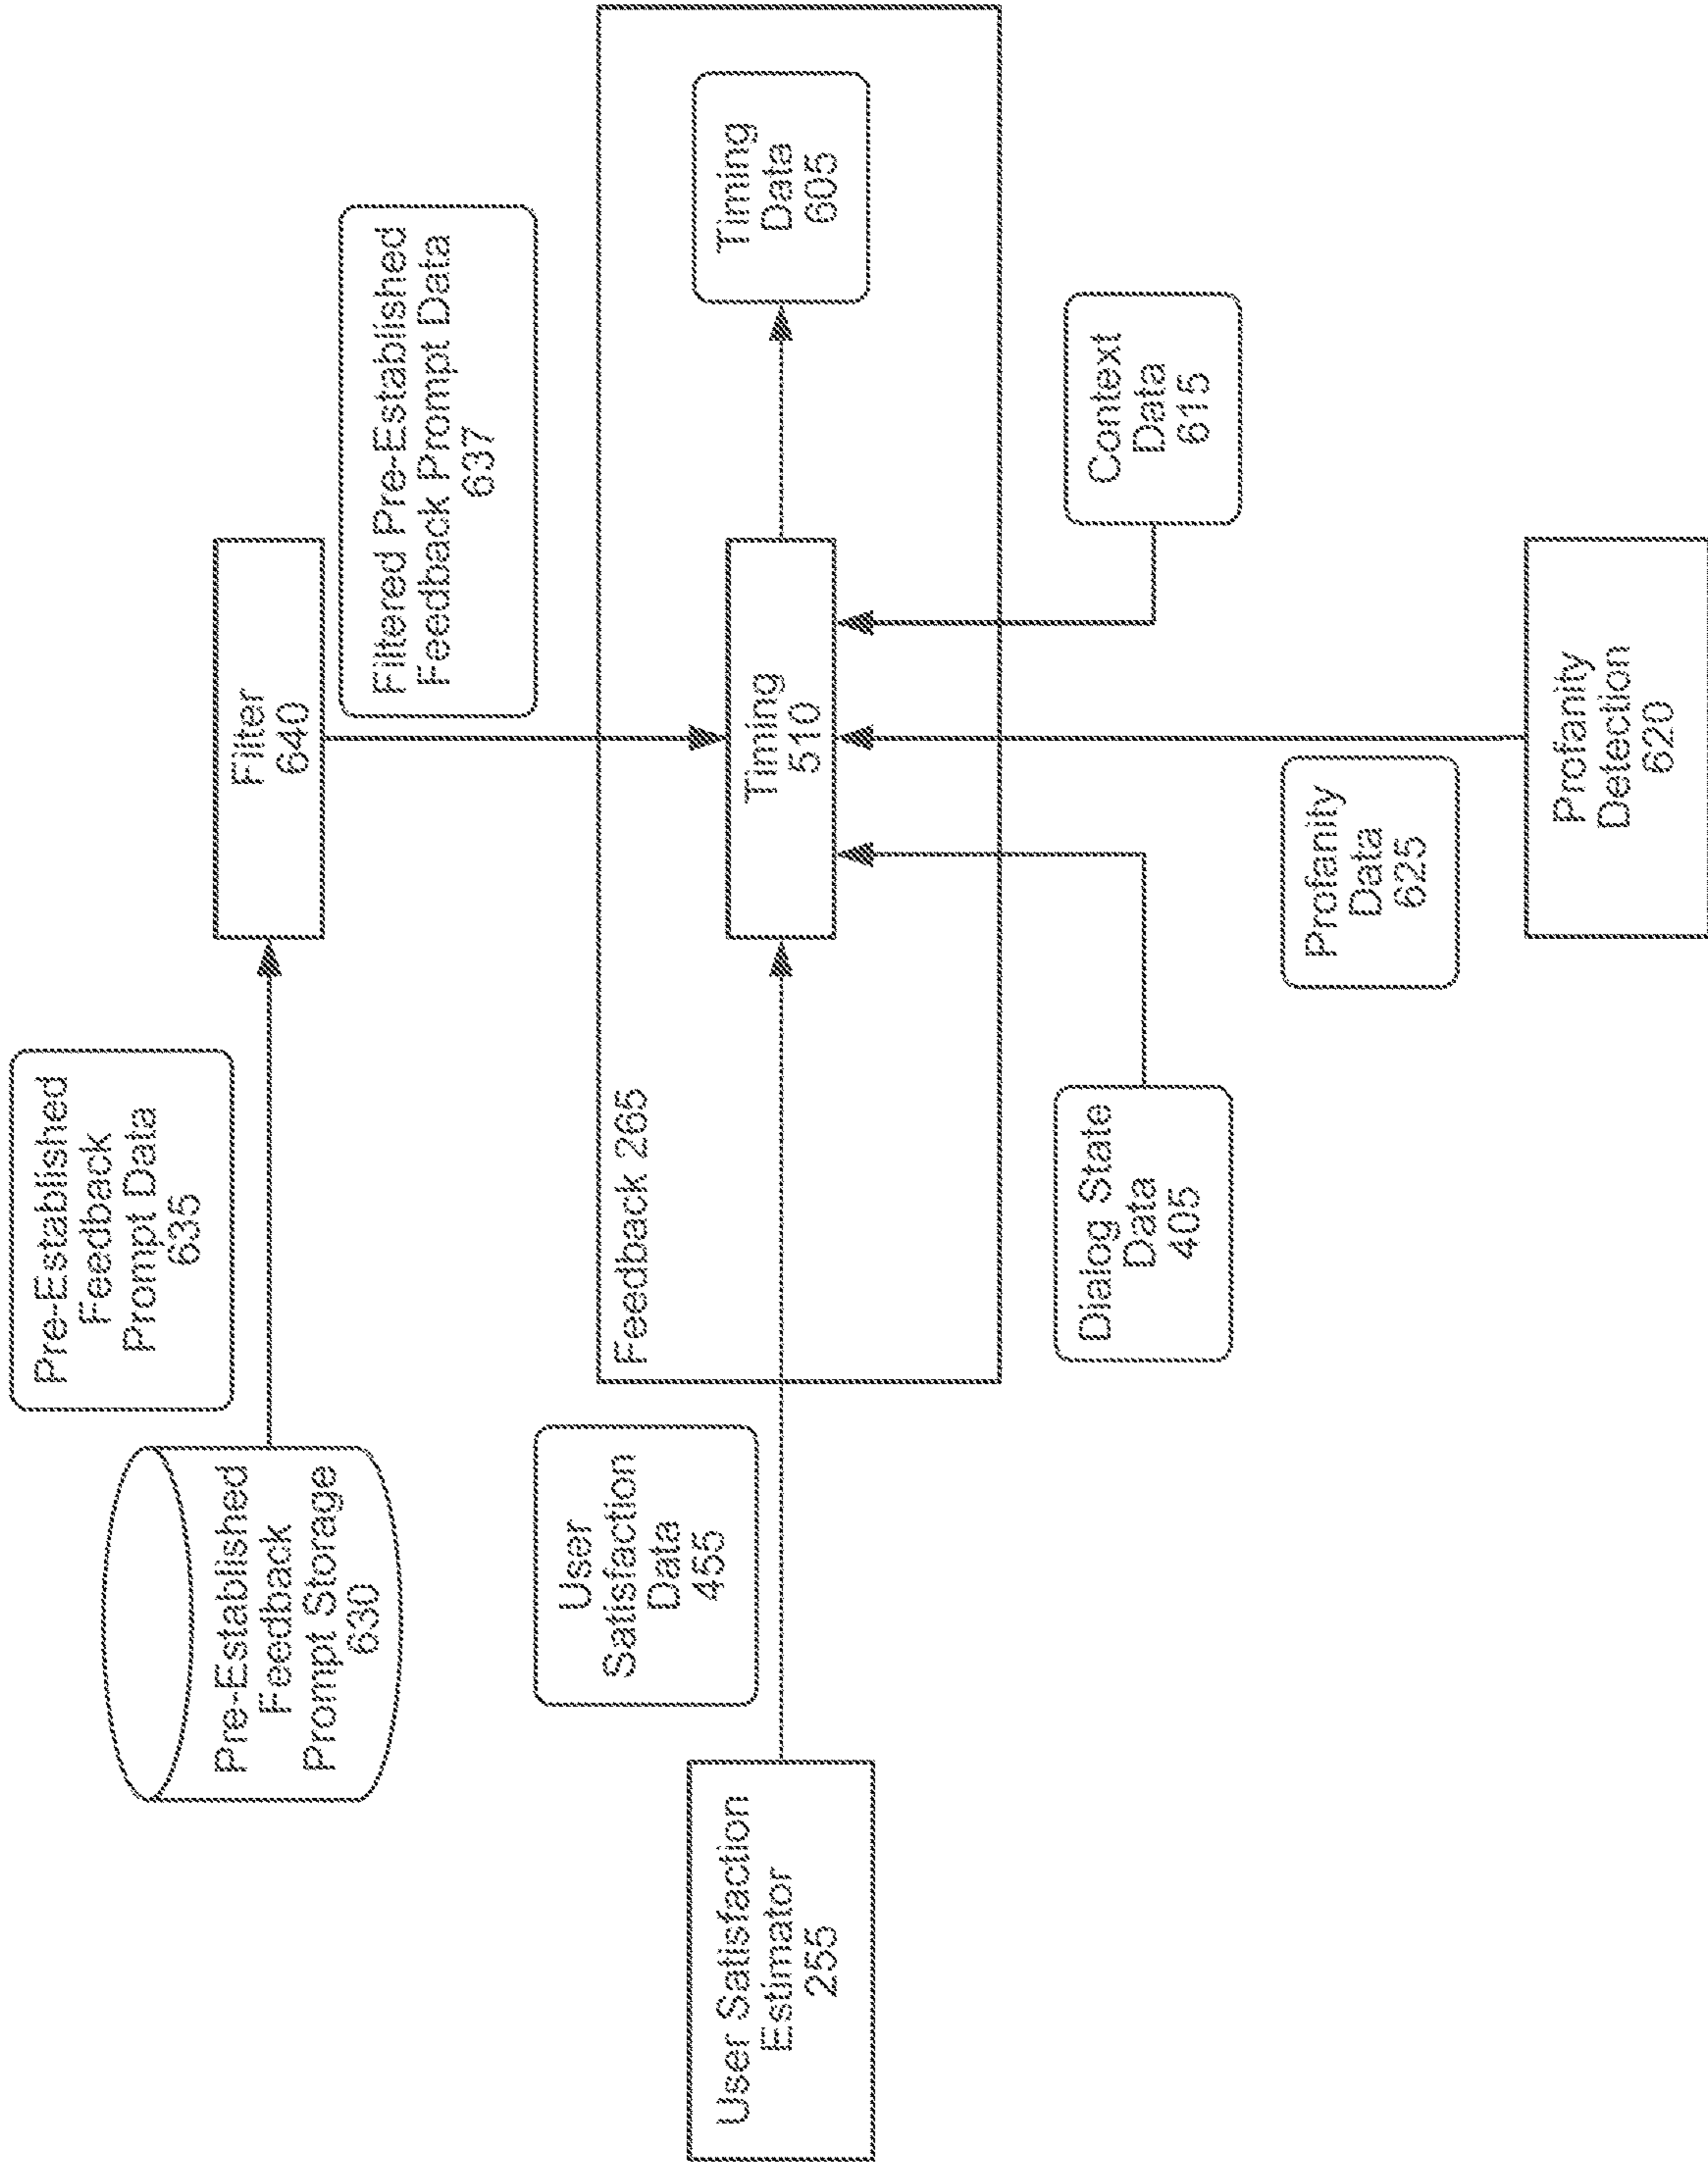 Pre-Established
Feedback
Prompt Storage
630
Pre-Established
Feedback
Prompt Data
635
Filter
640
Filtered Pre-Established
Feedback Prompt Data
637
User Satisfaction
Estimator
255
User
Satisfaction
Data
455
Feedback 265
Timing
510
Timing
Data
605
Dialog State
Data
405
Context
Data
615
Profanity
Data
625
Profanity
Detection
620